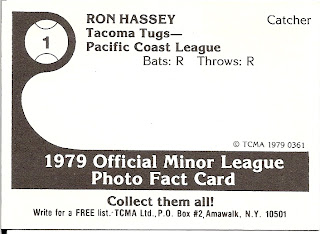 RON HASSEY Catcher
1
Tacoma Tugs—
Pacific Coast League
Bats: R Throws: R
© TCMA 1979 0361
1979 Official Minor League
Photo Fact Card
Collect them all!
Write for a FREE list.·TCMA Ltd., P.O. Box #2, Amawalk, N.Y. 10501